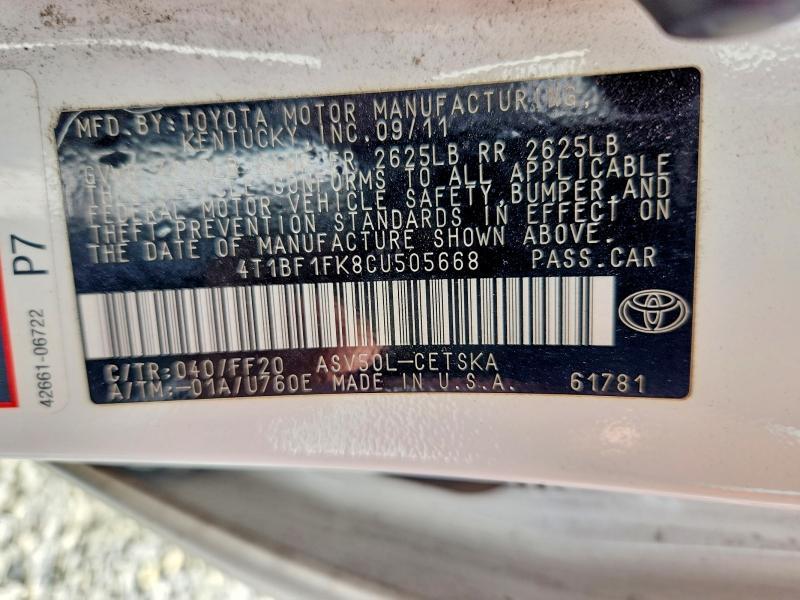 MFD.BY:TOYOTA MOTOR MANUFACTURING,
KENTUCKY, INC.09/11
2625LB RR 2625LB
CONFORMS TO ALL APPLICABLE
FEDERAL MOTOR VEHICLE SAFETY,BUMPER,AND
THEFT PREVENTION STANDARDS IN EFFECT ON
THE DATE OF MANUFACTURE SHOWN ABOVE.
4T1BF1FK8CU505668 PASS.CAR
C/TR:040/FF20 ASV50L-CETSKA
A/TM:-01A/U760E MADE IN U.S.A. 61781
P7
42661-06722